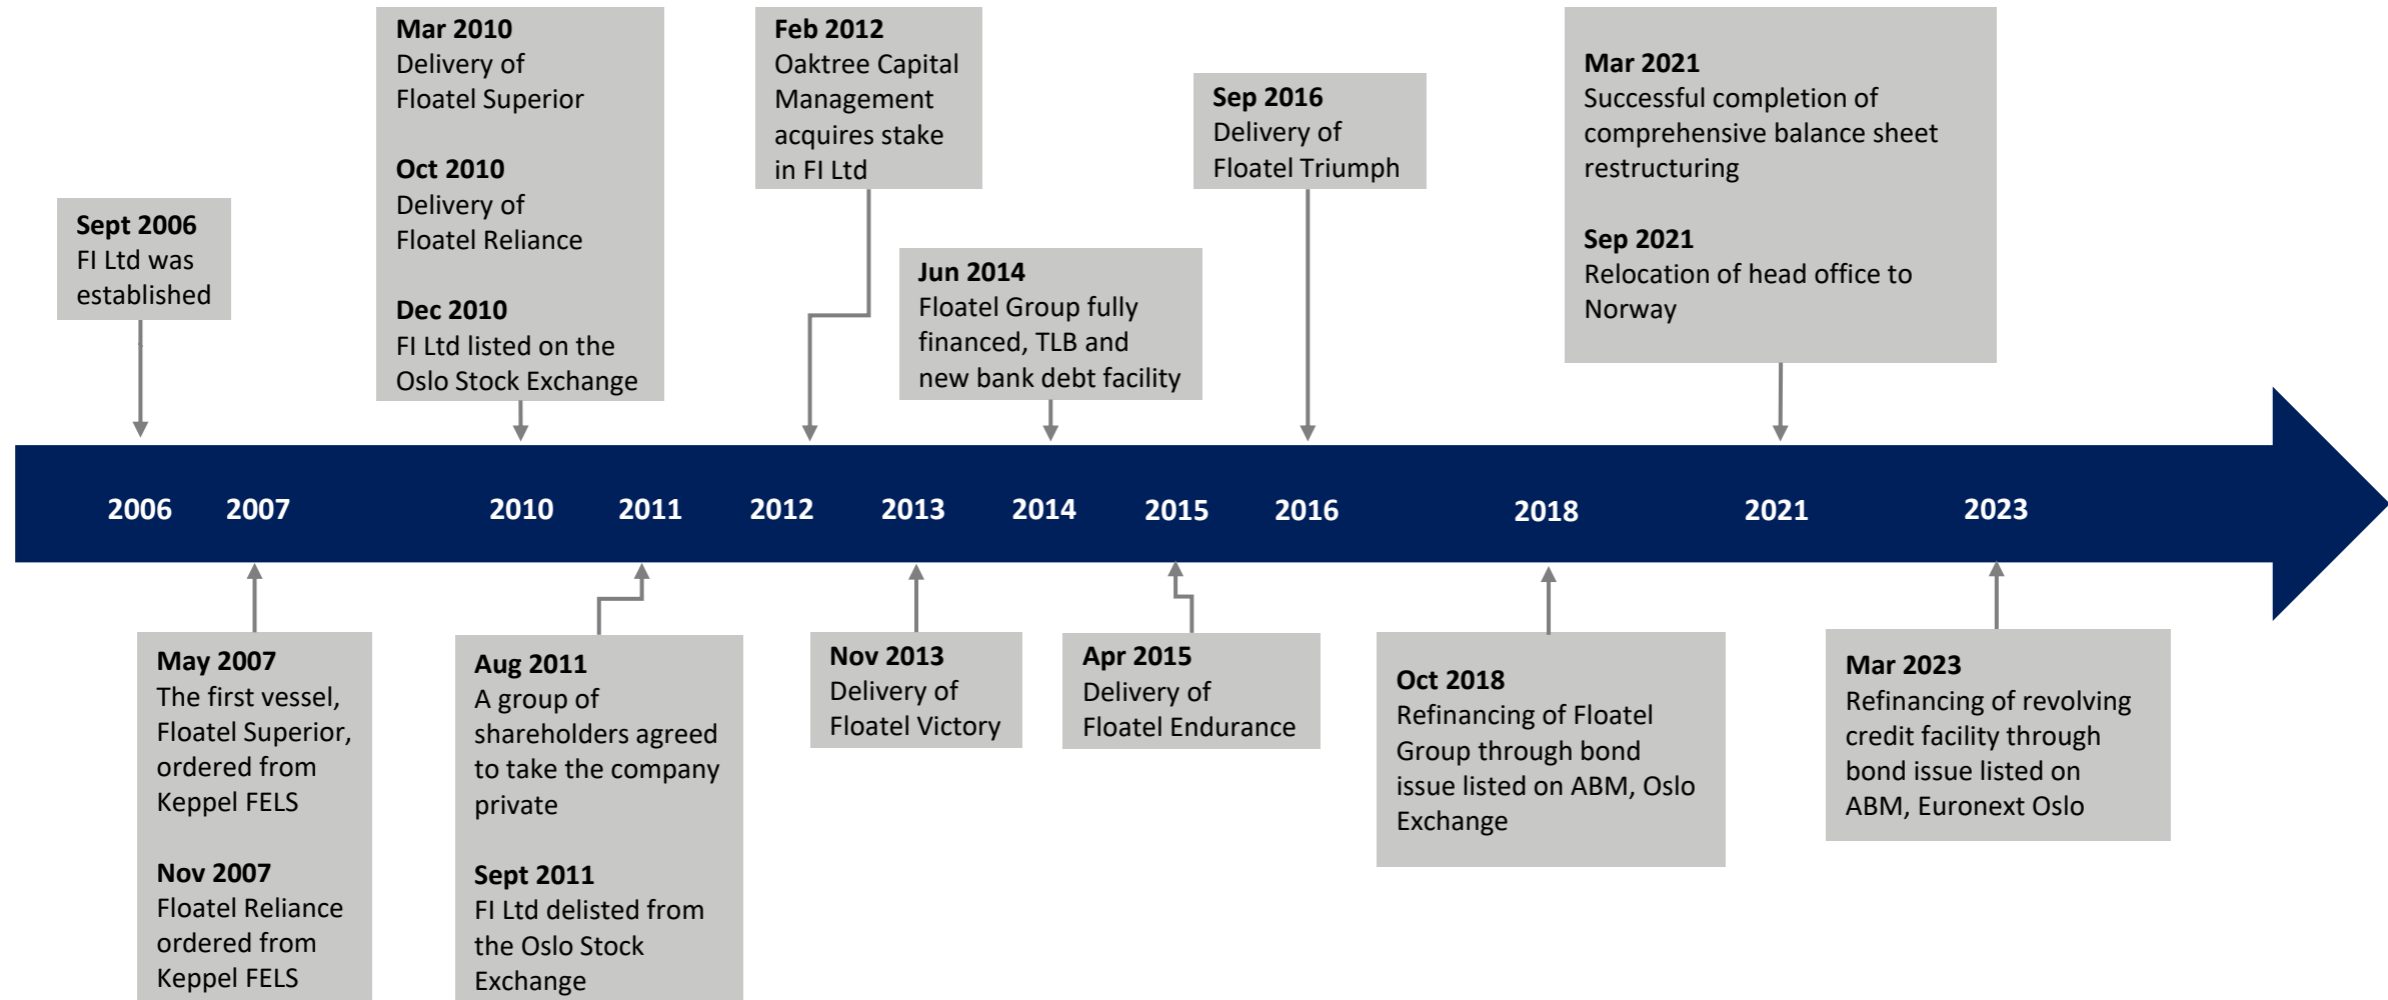 Mar 2010
Delivery of
Floatel Superior
Oct 2010
Delivery of
Floatel Reliance
Dec 2010
FI Ltd listed on the
Oslo Stock Exchange
Feb 2012
Oaktree Capital
Management
acquires stake
in FI Ltd
Sep 2016
Delivery of
Floatel Triumph
Mar 2021
Successful completion of
comprehensive balance sheet
restructuring
Sep 2021
Relocation of head office to
Norway
Sept 2006
FI Ltd was
established
Jun 2014
Floatel Group fully
financed, TLB and
new bank debt facility
2006 2007 2010 2011 2012 2013 2014 2015 2016 2018 2021 2023
May 2007
The first vessel,
Floatel Superior,
ordered from
Keppel FELS
Nov 2007
Floatel Reliance
ordered from
Keppel FELS
Aug 2011
A group of
shareholders agreed
to take the company
private
Sept 2011
FI Ltd delisted from
the Oslo Stock
Exchange
Nov 2013
Delivery of
Floatel Victory
Apr 2015
Delivery of
Floatel Endurance
Oct 2018
Refinancing of Floatel
Group through bond
issue listed on ABM, Oslo
Exchange
Mar 2023
Refinancing of revolving
credit facility through
bond issue listed on
ABM, Euronext Oslo